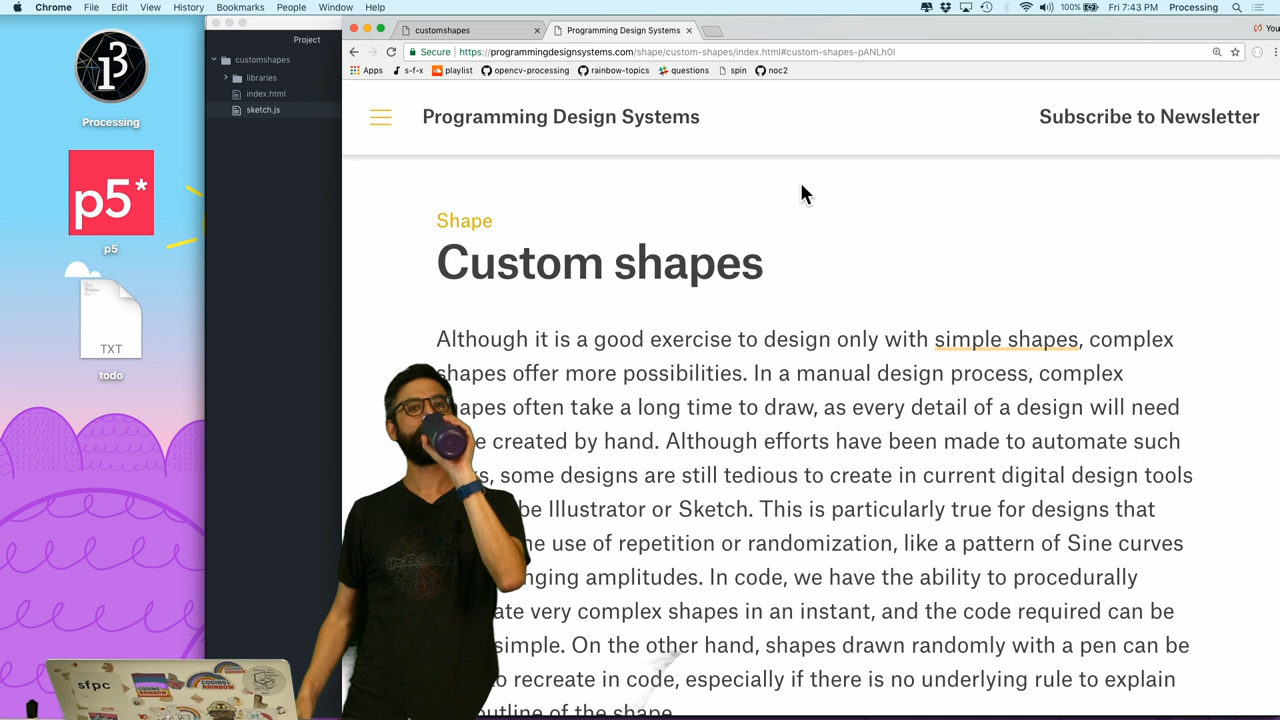 Chrome File Edit View History Bookmarks People Window Help 100% Fri 7:43 PM Processing
Processing
p5*
p5
TXT
todo
Project
customshapes
libraries
index.html
sketch.js
customshapes
Programming Design Systems
You
Secure https://programmingdesignsystems.com/shape/custom-shapes/index.html#custom-shapes-pANLh0l
Apps s-f-x playlist opencv-processing rainbow-topics questions spin noc2
Programming Design Systems
Subscribe to Newsletter
Shape
Custom shapes
Although it is a good exercise to design only with simple shapes, complex
shapes offer more possibilities. In a manual design process, complex
hapes often take a long time to draw, as every detail of a design will need
e created by hand. Although efforts have been made to automate such
s, some designs are still tedious to create in current digital design tools
be Illustrator or Sketch. This is particularly true for designs that
he use of repetition or randomization, like a pattern of Sine curves
nging amplitudes. In code, we have the ability to procedurally
ate very complex shapes in an instant, and the code required can be
simple. On the other hand, shapes drawn randomly with a pen can be
o recreate in code, especially if there is no underlying rule to explain
outline of the shape.
sfpc
CODING RAINBOW